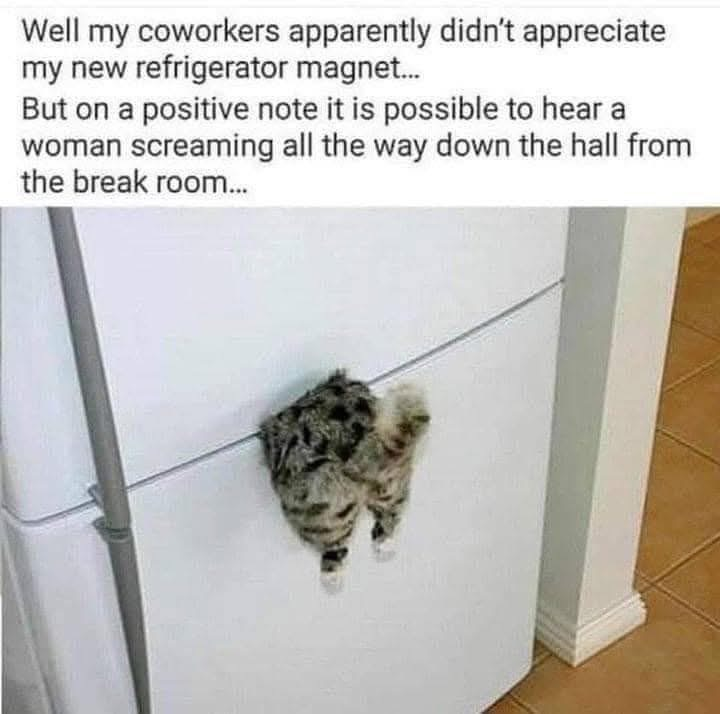 Well my coworkers apparently didn't appreciate
my new refrigerator magnet...
But on a positive note it is possible to hear a
woman screaming all the way down the hall from
the break room...